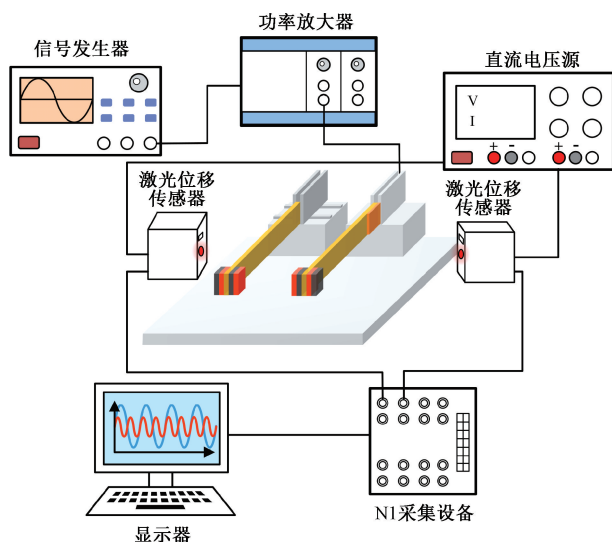 功率放大器
信号发生器
直流电压源
V
I
+
-
+
-
激光位移
传感器
激光位移
传感器
N1采集设备
显示器